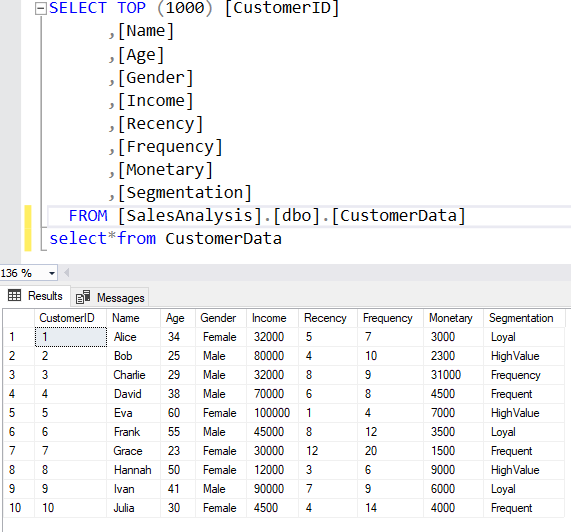 SELECT TOP (1000) [CustomerID]
,[Name]
,[Age]
,[Gender]
,[Income]
,[Recency]
,[Frequency]
,[Monetary]
,[Segmentation]
FROM [SalesAnalysis].[dbo].[CustomerData]
select*from CustomerData
136 %
Results Messages
CustomerID Name Age Gender Income Recency Frequency Monetary Segmentation
1 1 Alice 34 Female 32000 5 7 3000 Loyal
2 2 Bob 25 Male 80000 4 10 2300 HighValue
3 3 Charlie 29 Male 32000 8 9 31000 Frequency
4 4 David 38 Male 70000 6 8 4500 Frequent
5 5 Eva 60 Female 100000 1 4 7000 HighValue
6 6 Frank 55 Male 45000 8 12 3500 Loyal
7 7 Grace 23 Female 30000 12 20 1500 Frequent
8 8 Hannah 50 Female 12000 3 6 9000 HighValue
9 9 Ivan 41 Male 90000 7 9 6000 Loyal
10 10 Julia 30 Female 4500 4 14 4000 Frequent